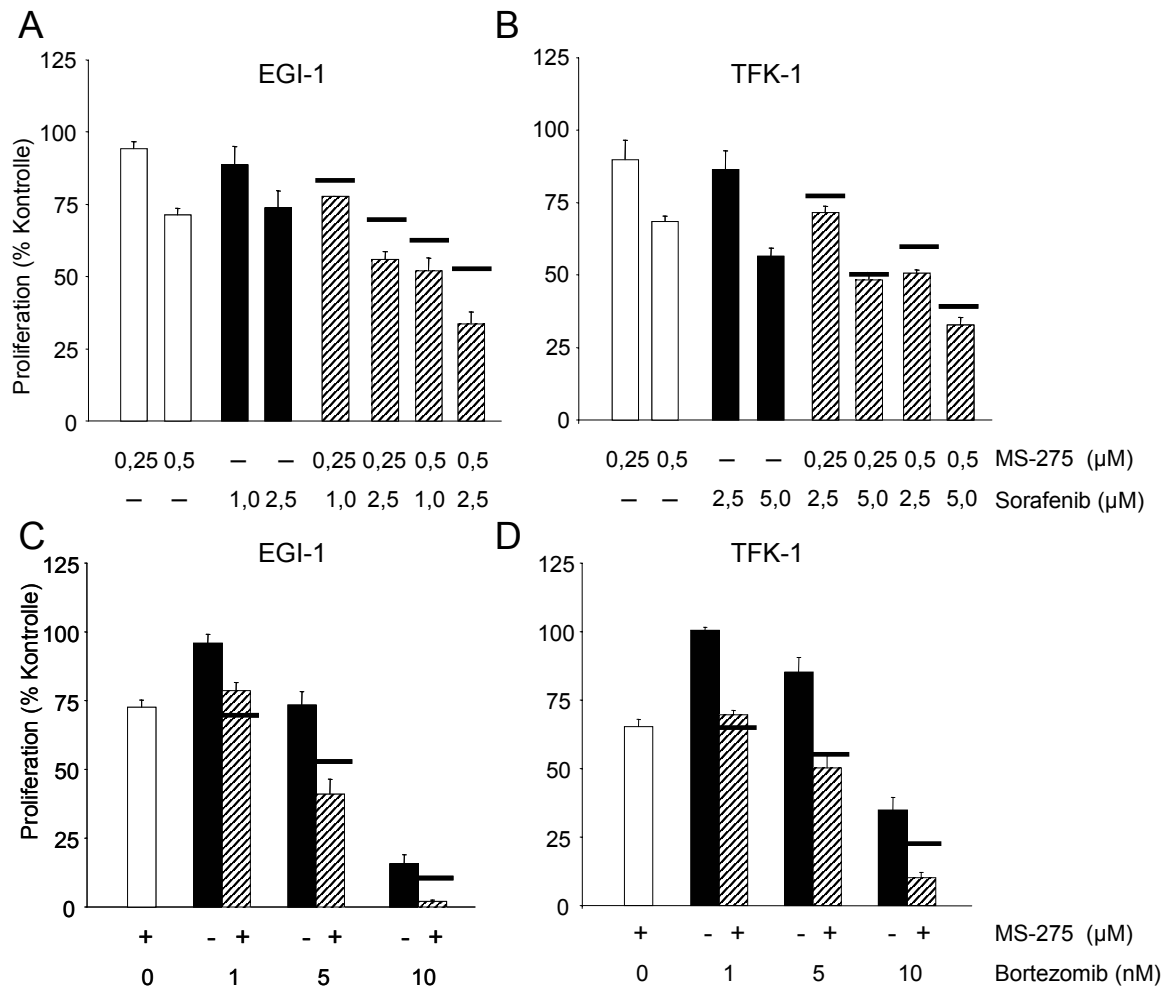 A
B
EGI-1
TFK-1
Proliferation (% Kontrolle)
125
100
75
50
25
0
125
100
75
50
25
0
0,25 0,5 – – 0,25 0,25 0,5 0,5
0,25 0,5 – – 0,25 0,25 0,5 0,5 MS-275 (µM)
– – 1,0 2,5 1,0 2,5 1,0 2,5
– – 2,5 5,0 2,5 5,0 2,5 5,0 Sorafenib (µM)
C
D
EGI-1
TFK-1
Proliferation (% Kontrolle)
125
100
75
50
25
0
125
100
75
50
25
0
+ - + - + - +
+ - + - + - + MS-275 (µM)
0 1 5 10
0 1 5 10 Bortezomib (nM)